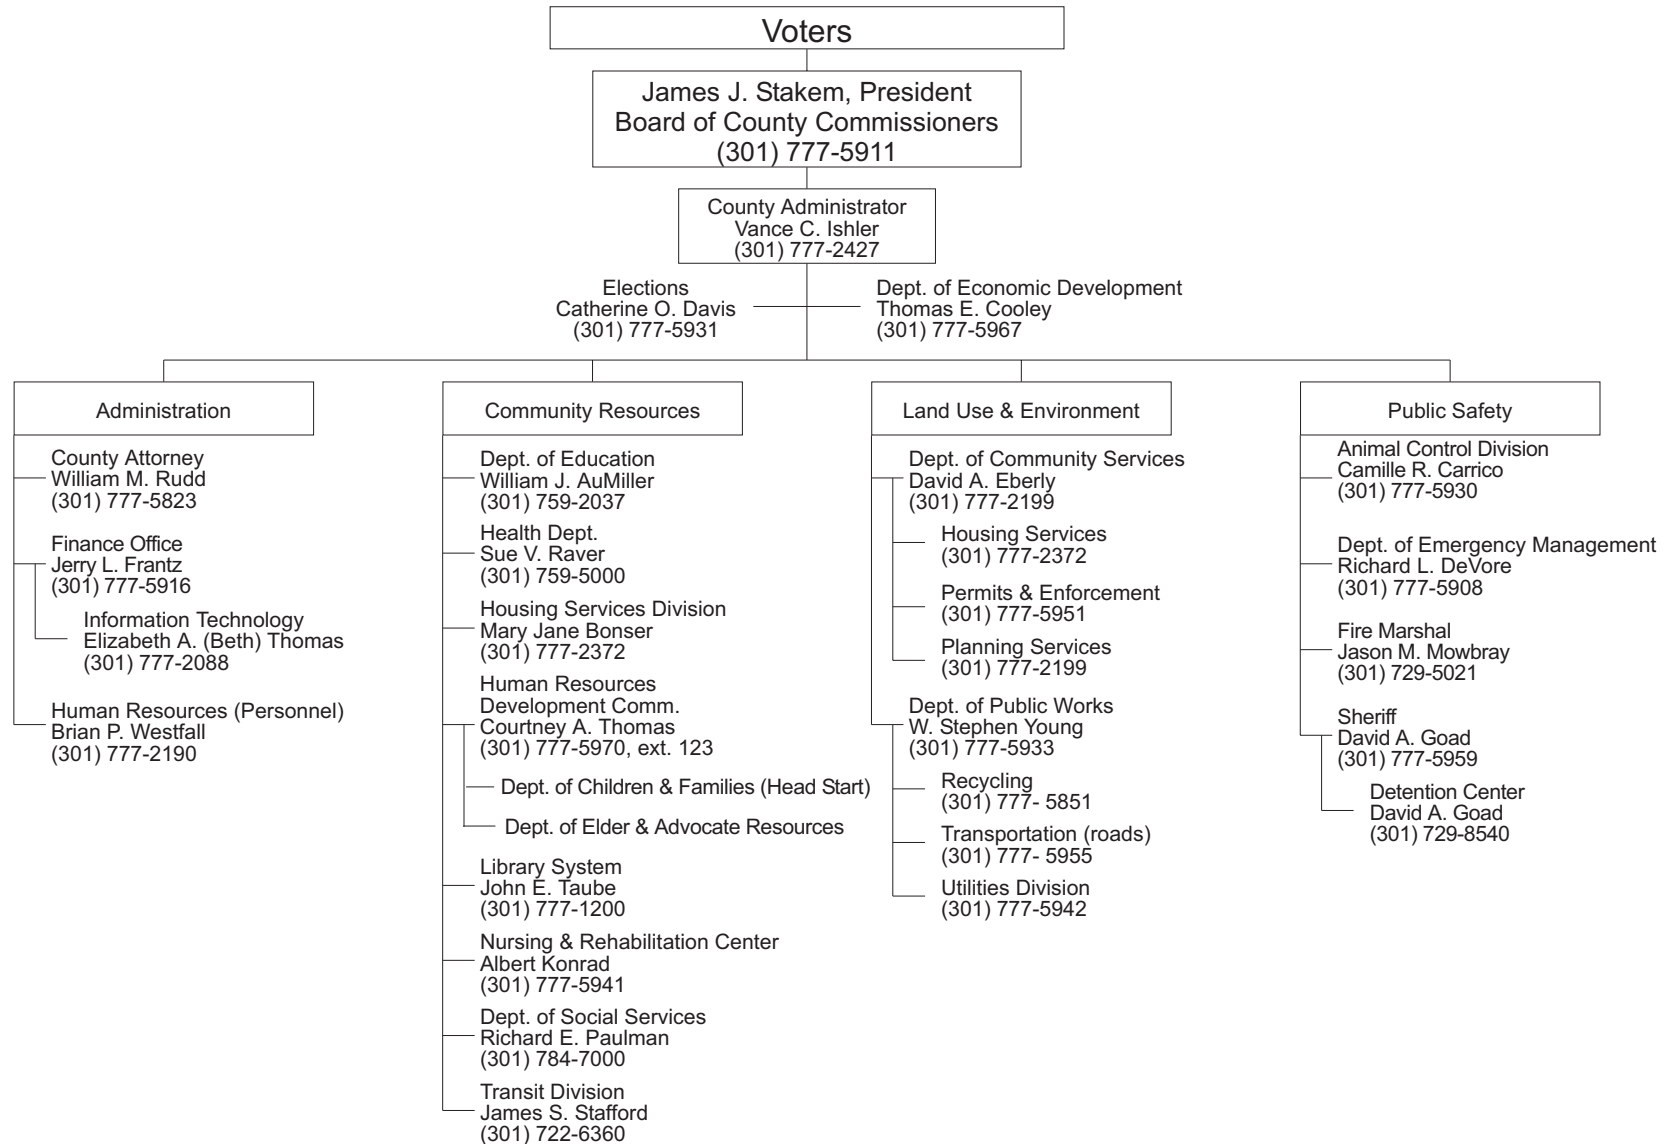 Voters
James J. Stakem, President
Board of County Commissioners
(301) 777-5911
County Administrator
Vance C. Ishler
(301) 777-2427
Elections
Catherine O. Davis
(301) 777-5931
Dept. of Economic Development
Thomas E. Cooley
(301) 777-5967
Administration
County Attorney
William M. Rudd
(301) 777-5823
Finance Office
Jerry L. Frantz
(301) 777-5916
Information Technology
Elizabeth A. (Beth) Thomas
(301) 777-2088
Human Resources (Personnel)
Brian P. Westfall
(301) 777-2190
Community Resources
Dept. of Education
William J. AuMiller
(301) 759-2037
Health Dept.
Sue V. Raver
(301) 759-5000
Housing Services Division
Mary Jane Bonser
(301) 777-2372
Human Resources
Development Comm.
Courtney A. Thomas
(301) 777-5970, ext. 123
Dept. of Children & Families (Head Start)
Dept. of Elder & Advocate Resources
Library System
John E. Taube
(301) 777-1200
Nursing & Rehabilitation Center
Albert Konrad
(301) 777-5941
Dept. of Social Services
Richard E. Paulman
(301) 784-7000
Transit Division
James S. Stafford
(301) 722-6360
Land Use & Environment
Dept. of Community Services
David A. Eberly
(301) 777-2199
Housing Services
(301) 777-2372
Permits & Enforcement
(301) 777-5951
Planning Services
(301) 777-2199
Dept. of Public Works
W. Stephen Young
(301) 777-5933
Recycling
(301) 777- 5851
Transportation (roads)
(301) 777- 5955
Utilities Division
(301) 777-5942
Public Safety
Animal Control Division
Camille R. Carrico
(301) 777-5930
Dept. of Emergency Management
Richard L. DeVore
(301) 777-5908
Fire Marshal
Jason M. Mowbray
(301) 729-5021
Sheriff
David A. Goad
(301) 777-5959
Detention Center
David A. Goad
(301) 729-8540